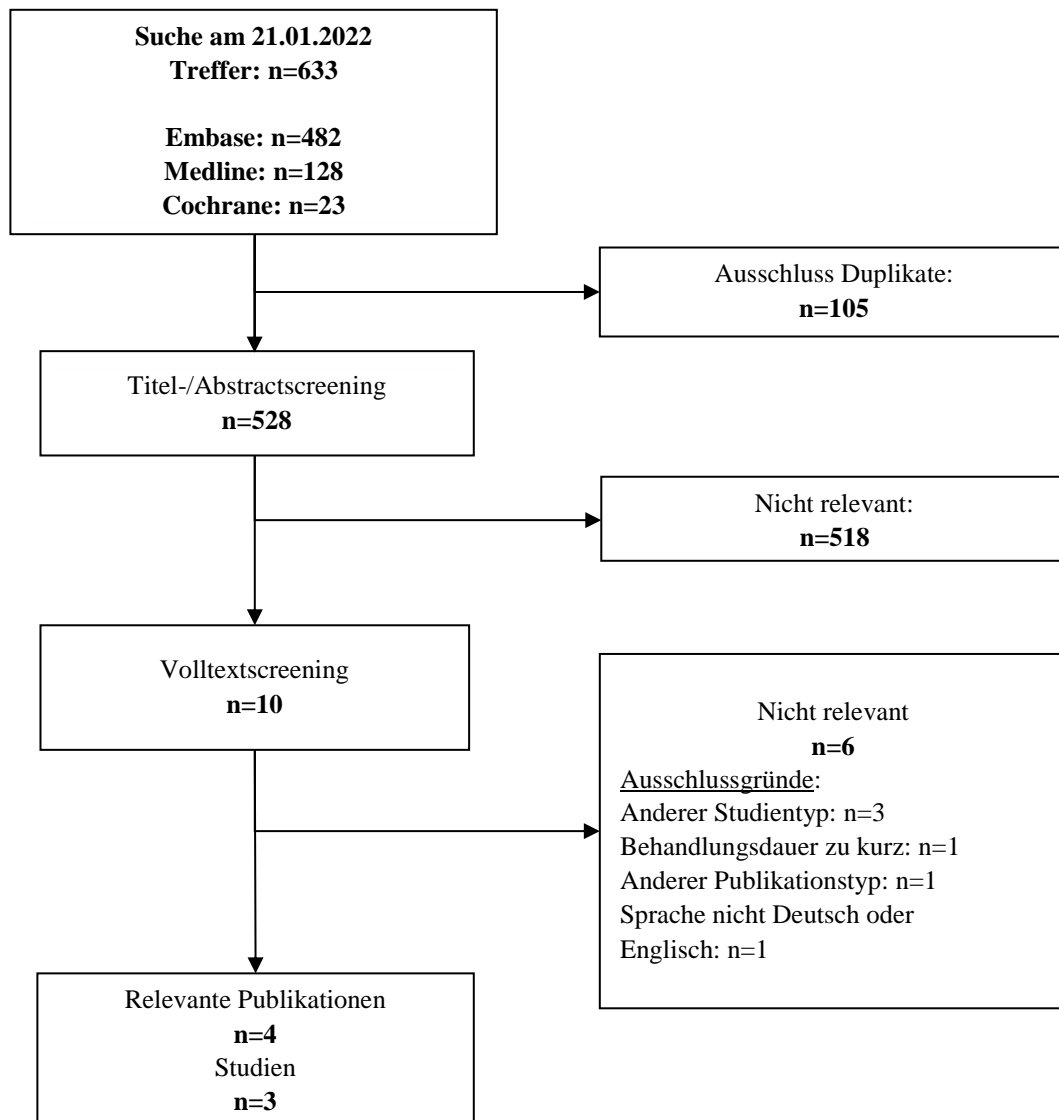 Suche am 21.01.2022
Treffer: n=633
Embase: n=482
Medline: n=128
Cochrane: n=23
Ausschluss Duplikate:
n=105
Titel-/Abstractscreening
n=528
Nicht relevant:
n=518
Volltextscreening
n=10
Nicht relevant
n=6
Ausschlussgründe:
Anderer Studientyp: n=3
Behandlungsdauer zu kurz: n=1
Anderer Publikationstyp: n=1
Sprache nicht Deutsch oder
Englisch: n=1
Relevante Publikationen
n=4
Studien
n=3